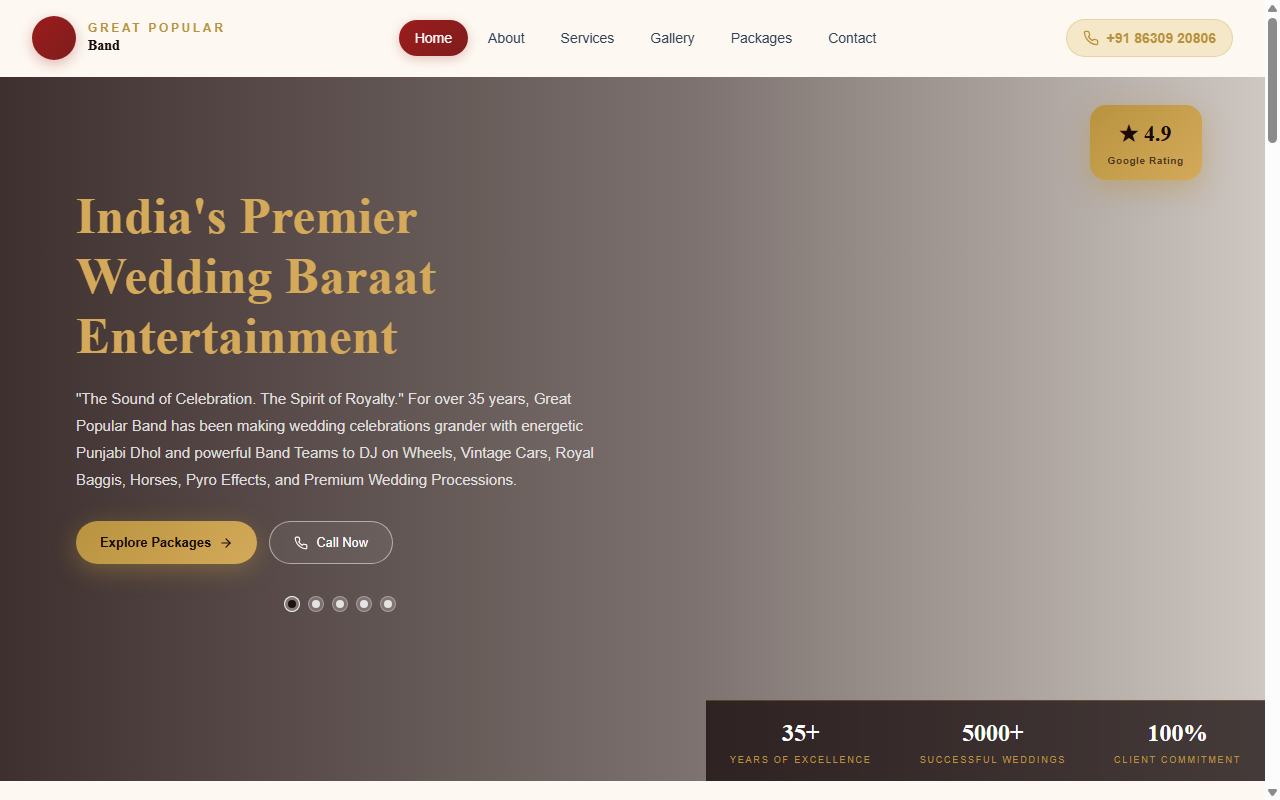 GREAT POPULAR
Band
Home
About
Services
Gallery
Packages
Contact
+91 86309 20806
★ 4.9
Google Rating
India's Premier
Wedding Baraat
Entertainment
"The Sound of Celebration. The Spirit of Royalty." For over 35 years, Great
Popular Band has been making wedding celebrations grander with energetic
Punjabi Dhol and powerful Band Teams to DJ on Wheels, Vintage Cars, Royal
Baggis, Horses, Pyro Effects, and Premium Wedding Processions.
Explore Packages
Call Now
35+
YEARS OF EXCELLENCE
5000+
SUCCESSFUL WEDDINGS
100%
CLIENT COMMITMENT